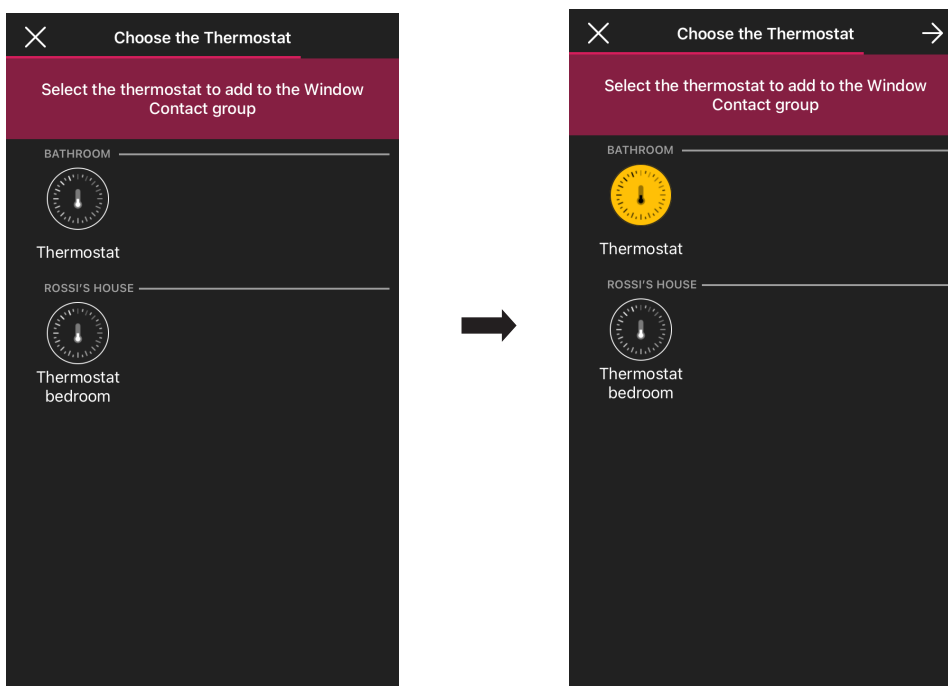 Choose the Thermostat
Select the thermostat to add to the Window
Contact group
BATHROOM
Thermostat
ROSSI'S HOUSE
Thermostat
bedroom
Choose the Thermostat
Select the thermostat to add to the Window
Contact group
BATHROOM
Thermostat
ROSSI'S HOUSE
Thermostat
bedroom